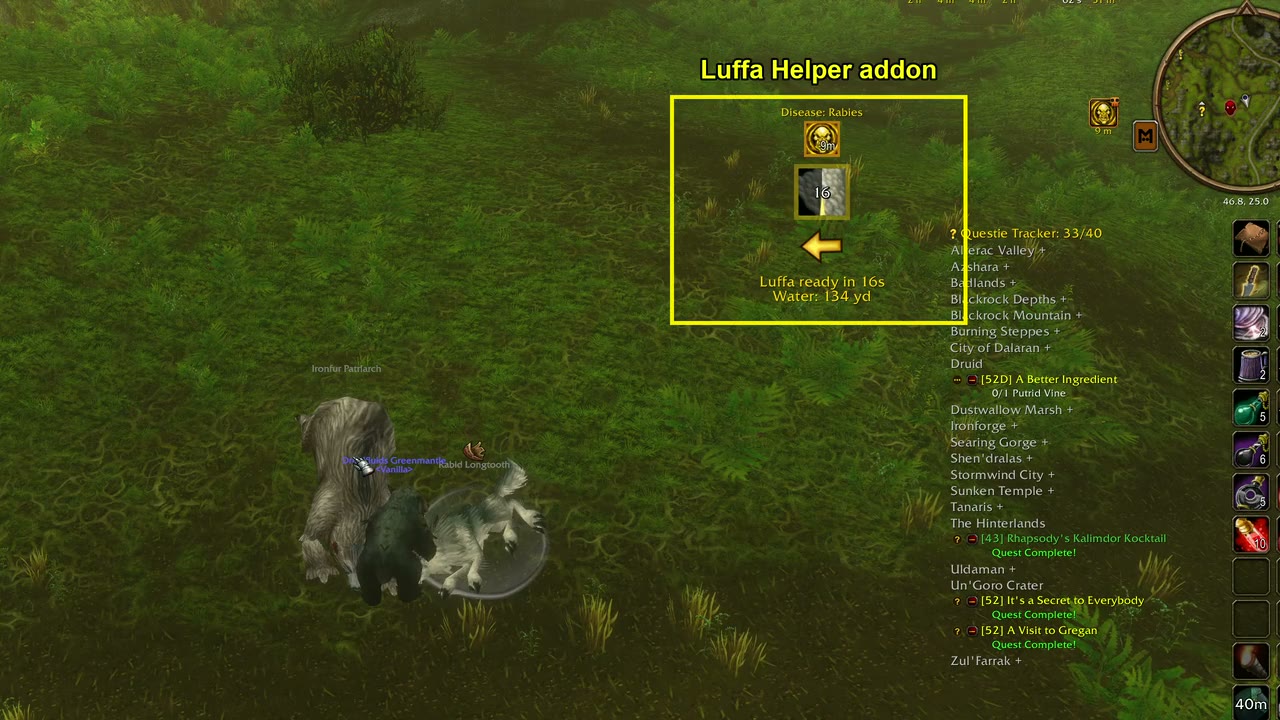 Luffa Helper addon
Disease: Rabies
9m
16
Luffa ready in 16s
Water: 134 yd
9 m
46.8, 25.0
? Questie Tracker: 33/40
Alterac Valley +
Azshara +
Badlands +
Blackrock Depths +
Blackrock Mountain +
Burning Steppes +
City of Dalaran +
Druid
[52D] A Better Ingredient
0/1 Putrid Vine
Dustwallow Marsh +
Ironforge +
Searing Gorge +
Shen'dralas +
Stormwind City +
Sunken Temple +
Tanaris +
The Hinterlands
? [43] Rhapsody's Kalimdor Kocktail
Quest Complete!
Uldaman +
Un'Goro Crater
? [52] It's a Secret to Everybody
Quest Complete!
? [52] A Visit to Gregan
Quest Complete!
Zul'Farrak +
Ironfur Patriarch
Greenmantle
<Vanilla>
Rabid Longtooth
2
2
5
6
5
10
40m